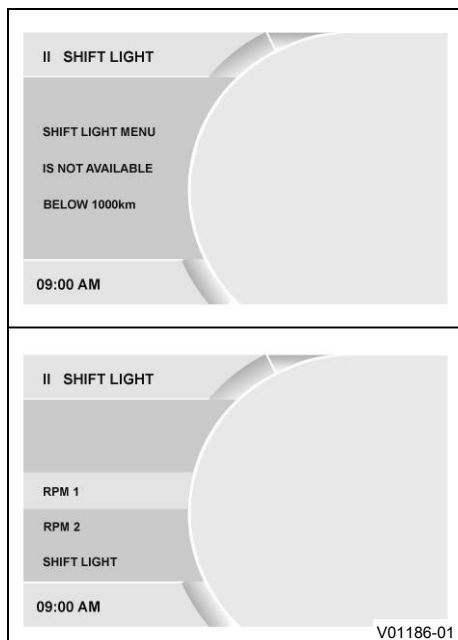 II SHIFT LIGHT
SHIFT LIGHT MENU
IS NOT AVAILABLE
BELOW 1000km
09:00 AM
II SHIFT LIGHT
RPM 1
RPM 2
SHIFT LIGHT
09:00 AM
V01186-01